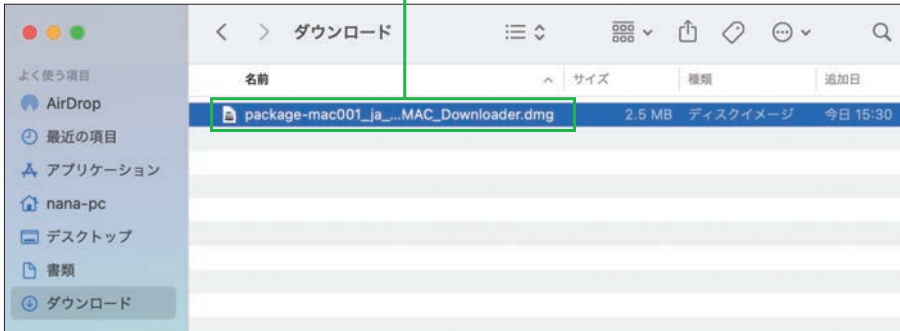 ダウンロード
よく使う項目
AirDrop
最近の項目
アプリケーション
nana-pc
デスクトップ
書類
ダウンロード
名前 サイズ 種類 追加日
package-mac001_ja_...MAC_Downloader.dmg 2.5 MB ディスクイメージ 今日 15:30